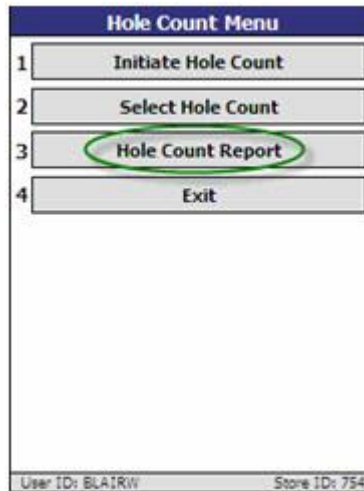 Hole Count Menu
1 Initiate Hole Count
2 Select Hole Count
3 Hole Count Report
4 Exit
User ID: BLAIRW Store ID: 754